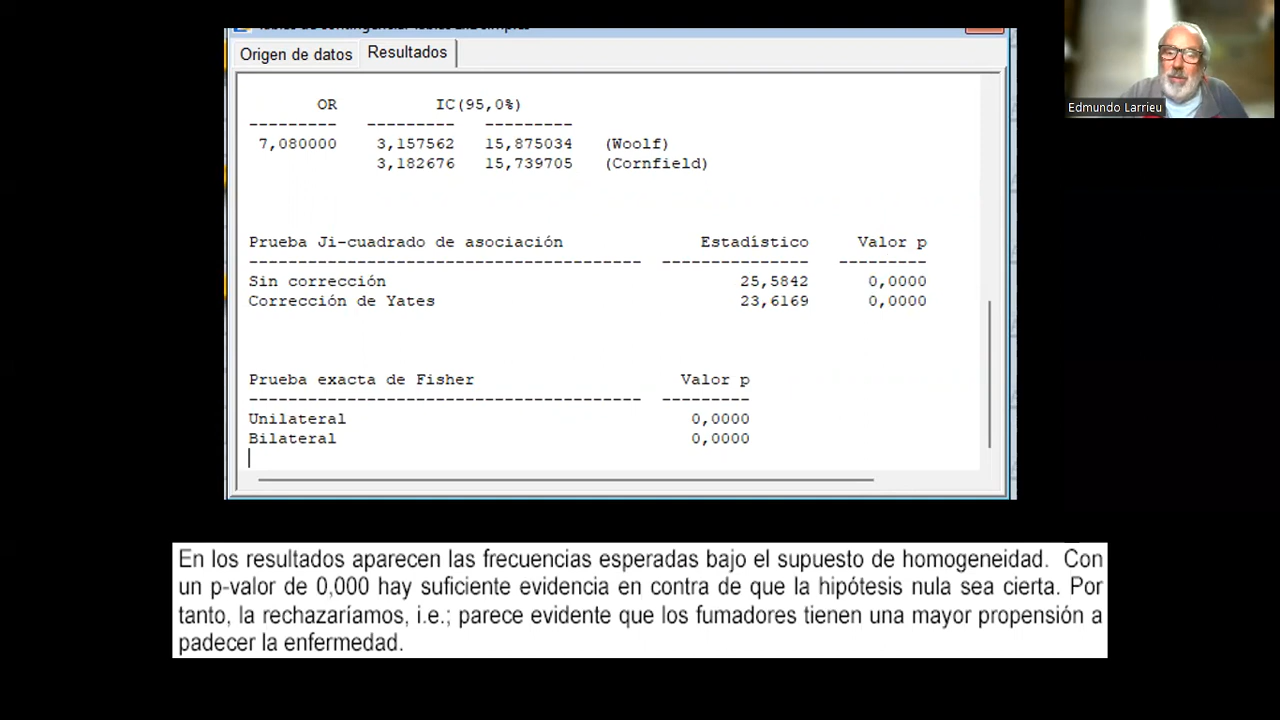 Origen de datos Resultados
Edmundo Larrieu
OR IC(95,0%)
--------- --------- ---------
7,080000 3,157562 15,875034 (Woolf)
3,182676 15,739705 (Cornfield)
Prueba Ji-cuadrado de asociación Estadístico Valor p
---------------------------------------- --------------- ---------
Sin corrección 25,5842 0,0000
Corrección de Yates 23,6169 0,0000
Prueba exacta de Fisher Valor p
---------------------------------------- ---------
Unilateral 0,0000
Bilateral 0,0000
En los resultados aparecen las frecuencias esperadas bajo el supuesto de homogeneidad. Con
un p-valor de 0,000 hay suficiente evidencia en contra de que la hipótesis nula sea cierta. Por
tanto, la rechazaríamos, i.e.; parece evidente que los fumadores tienen una mayor propensión a
padecer la enfermedad.